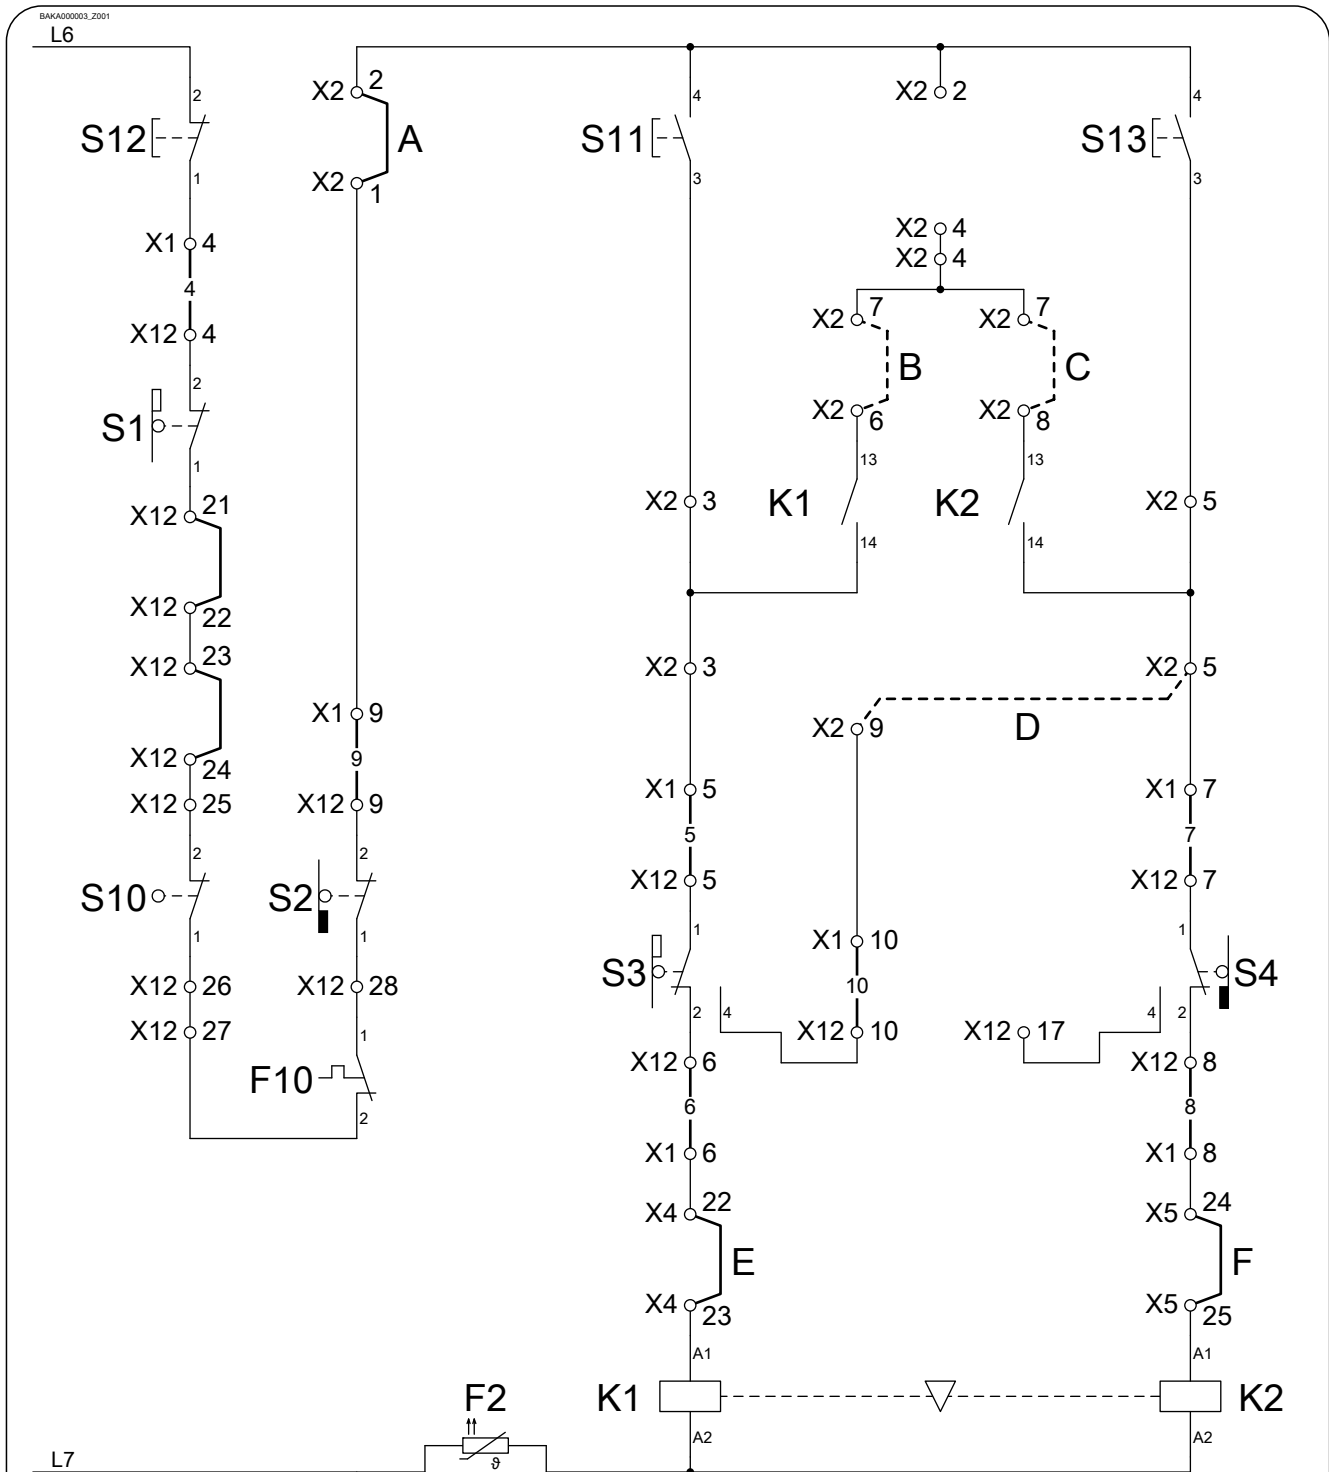 BAKA000003_Z001
L6
2 X2 2 4 X2 2 4
S12 A S11 S13
1 X2 1 3 3
X1 4 X2 4
4 X2 4
X12 4 X2 7 X2 7
2 B C
S1 X2 6 X2 8
1 13 13
X12 21 X2 3 K1 K2 X2 5
14 14
X12 22
X12 23 X2 3 X2 5
X1 9 X2 9 D
X12 24 9
X12 25 X12 9 X1 5 X1 7
5 7
2 2 X12 5 X12 7
S10 S2
1 1 1 X1 10 1
S3 10 S4
X12 26 X12 28 2 4 4 2
X12 27 1 X12 10 X12 17
F10 X12 6 X12 8
2 6 8
X1 6 X1 8
X4 22 X5 24
E F
X4 23 X5 25
A1 A1
F2 K1 K2
A2 A2
L7 ϑ